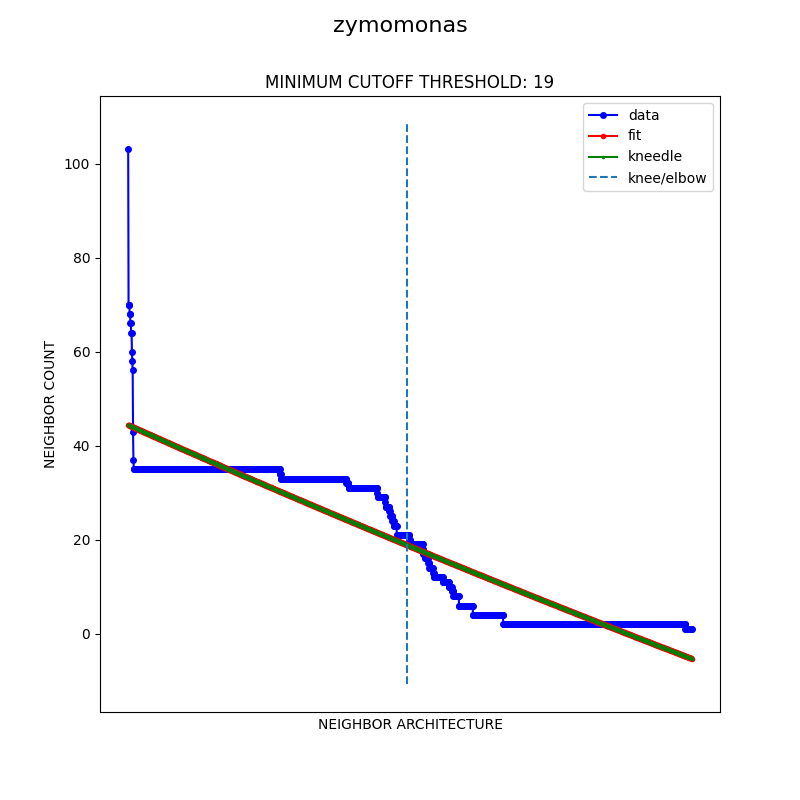 zymomonas
MINIMUM CUTOFF THRESHOLD: 19
data
fit
kneedle
knee/elbow
100
80
60
40
20
0
NEIGHBOR COUNT
NEIGHBOR ARCHITECTURE